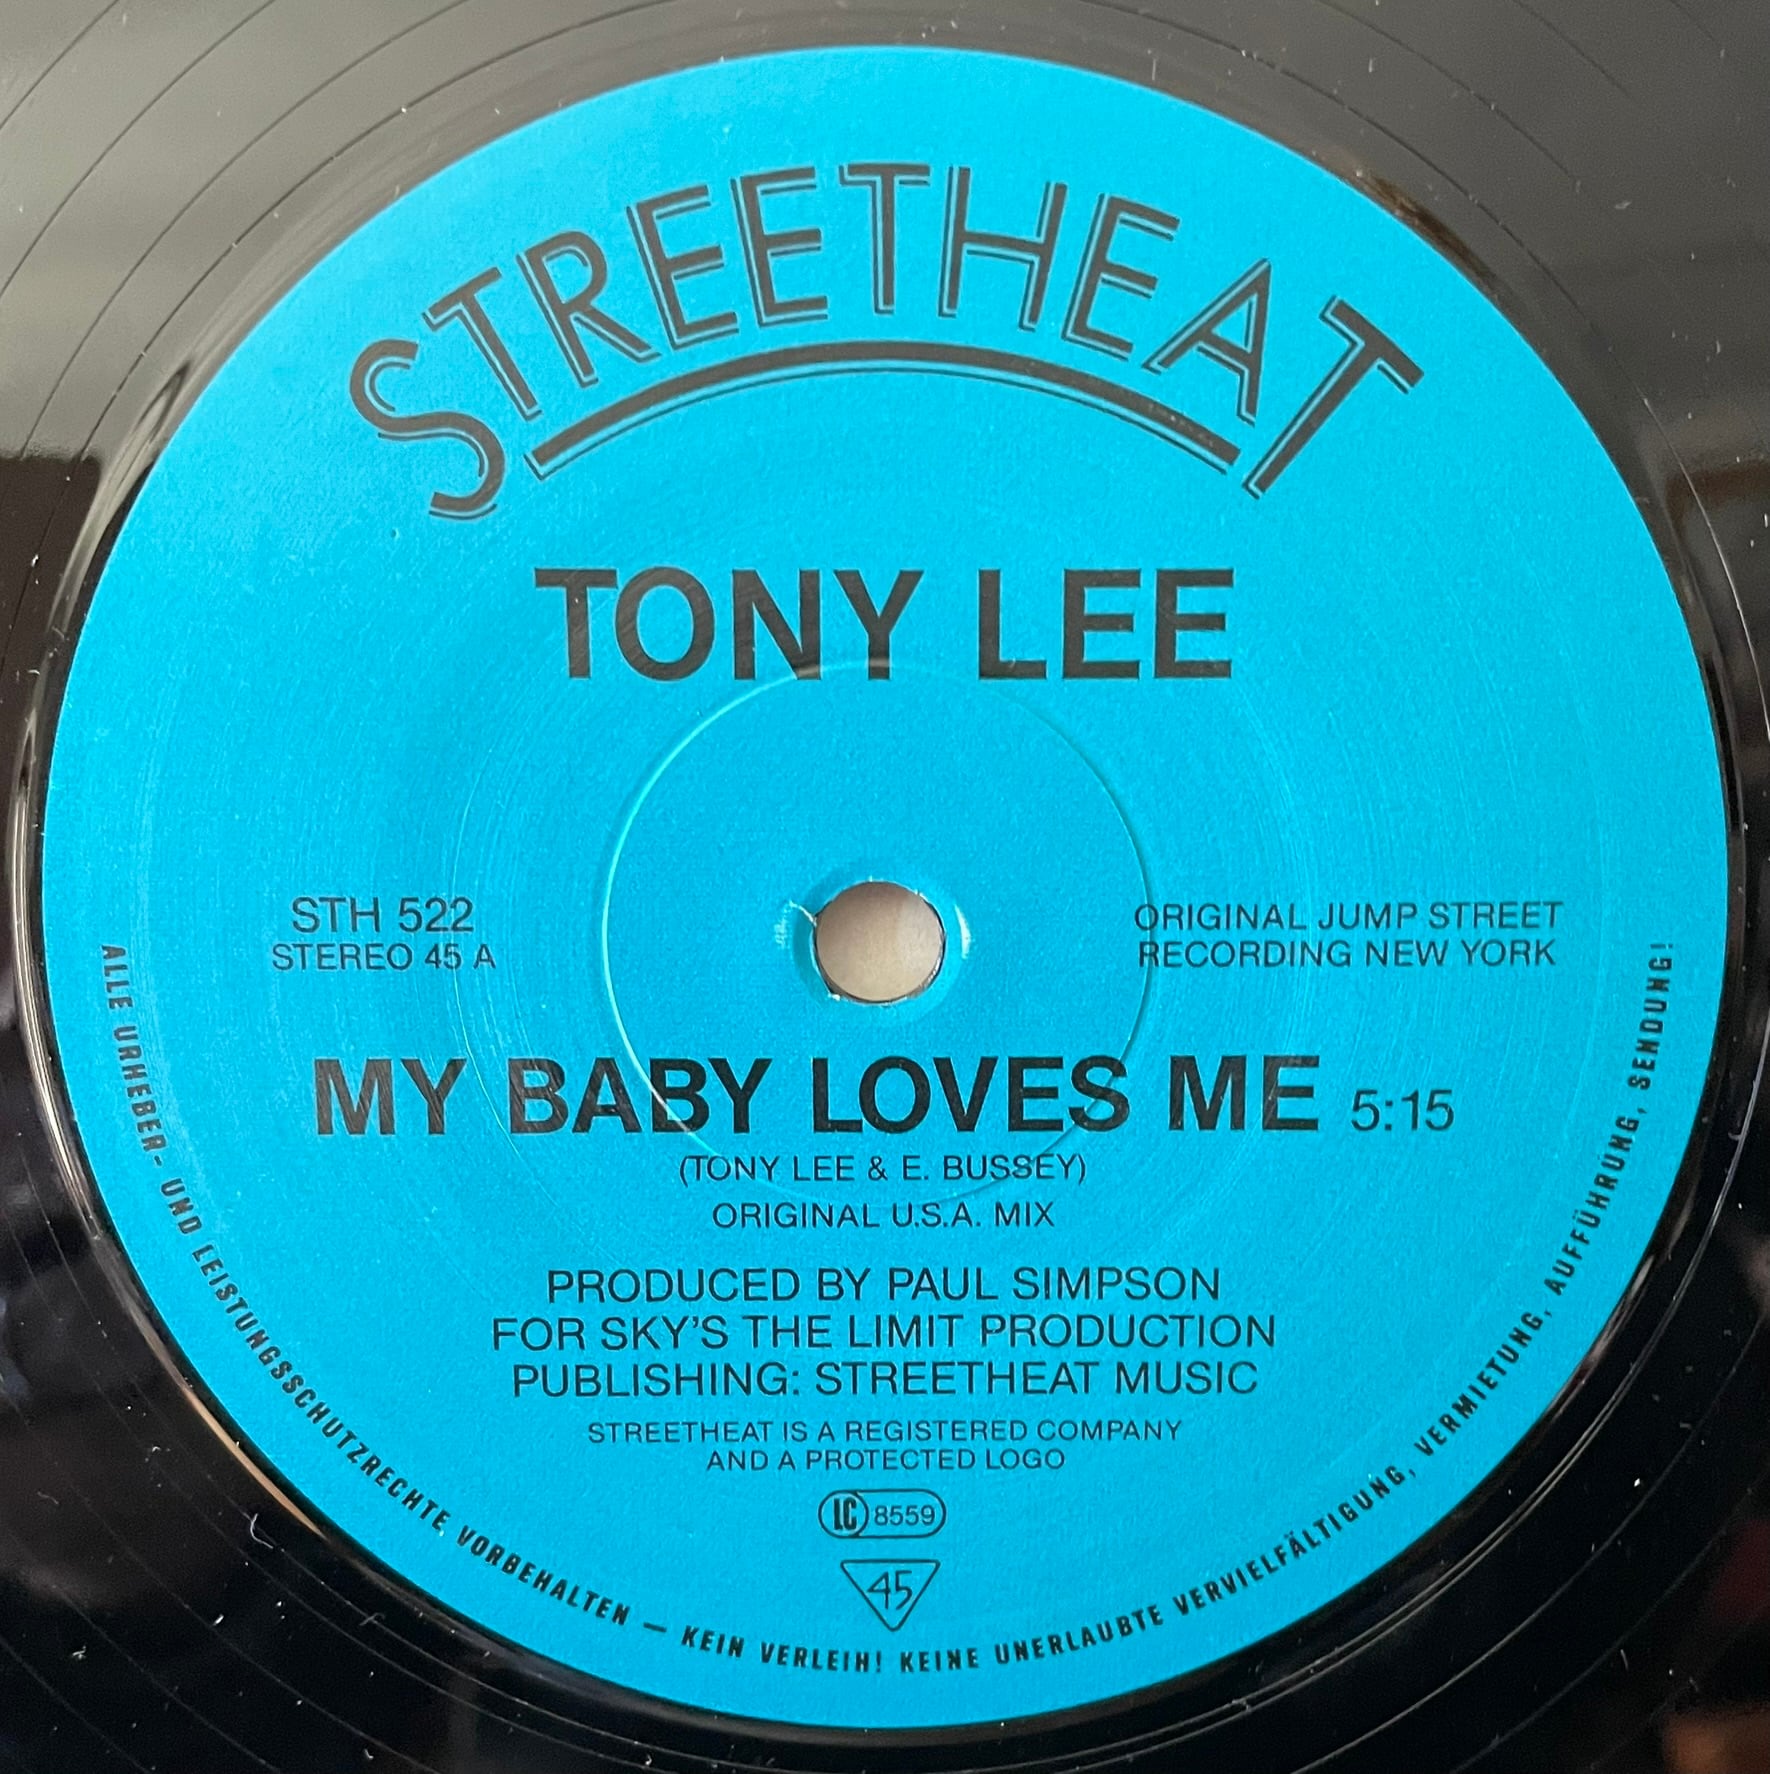 STREETHEAT
TONY LEE
STH 522
STEREO 45 A
ORIGINAL JUMP STREET
RECORDING NEW YORK
MY BABY LOVES ME 5:15
(TONY LEE & E. BUSSEY)
ORIGINAL U.S.A. MIX
PRODUCED BY PAUL SIMPSON
FOR SKY'S THE LIMIT PRODUCTION
PUBLISHING: STREETHEAT MUSIC
STREETHEAT IS A REGISTERED COMPANY
AND A PROTECTED LOGO
LC 8559
45
ALLE URHEBER- UND LEISTUNGSSCHUTZRECHTE VORBEHALTEN — KEIN VERLEIH! KEINE UNERLAUBTE VERVIELFÄLTIGUNG, VERMIETUNG, AUFFÜHRUNG, SENDUNG!